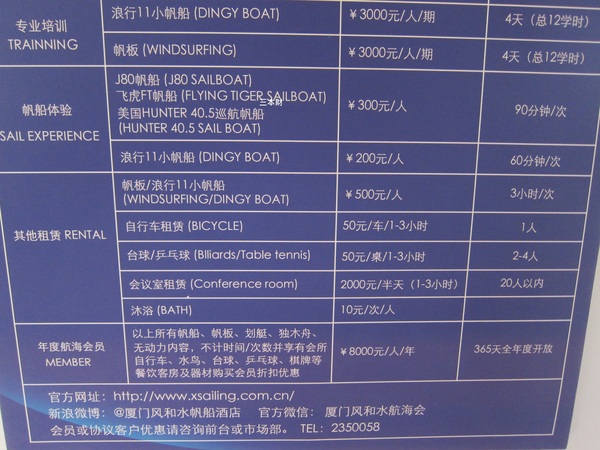 专业培训
TRAINNING
浪行11小帆船 (DINGY BOAT) ￥3000元/人/期 4天（总12学时）
帆板 (WINDSURFING) ￥3000元/人/期 4天（总12学时）
帆船体验
SAIL EXPERIENCE
J80帆船 (J80 SAILBOAT)
飞虎FT帆船 (FLYING TIGER SAILBOAT)
美国HUNTER 40.5巡航帆船
(HUNTER 40.5 SAIL BOAT)
￥300元/人 90分钟/次
浪行11小帆船 (DINGY BOAT) ￥200元/人 60分钟/次
其他租赁 RENTAL
帆板/浪行11小帆船
(WINDSURFING/DINGY BOAT)
￥500元/人 3小时/次
自行车租赁 (BICYCLE) 50元/车/1-3小时 1人
台球/乒乓球 (BIliards/Table tennis) 50元/桌/1-3小时 2-4人
会议室租赁 (Conference room) 2000元/半天（1-3小时） 20人以内
沐浴 (BATH) 10元/次/人
年度航海会员
MEMBER
以上所有帆船、帆板、划艇、独木舟、
无动力内容，不计时间/次数并享有会所
自行车、水鸟、台球、乒乓球、棋牌等
餐饮客房及器材购买会员折扣优惠
￥8000元/人/年 365天全年度开放
官方网址：http://www.xsailing.com.cn/
新浪微博：@厦门风和水帆船酒店 官方微信：厦门风和水航海会
会员或协议客户优惠请咨询前台或市场部。 TEL：2350058